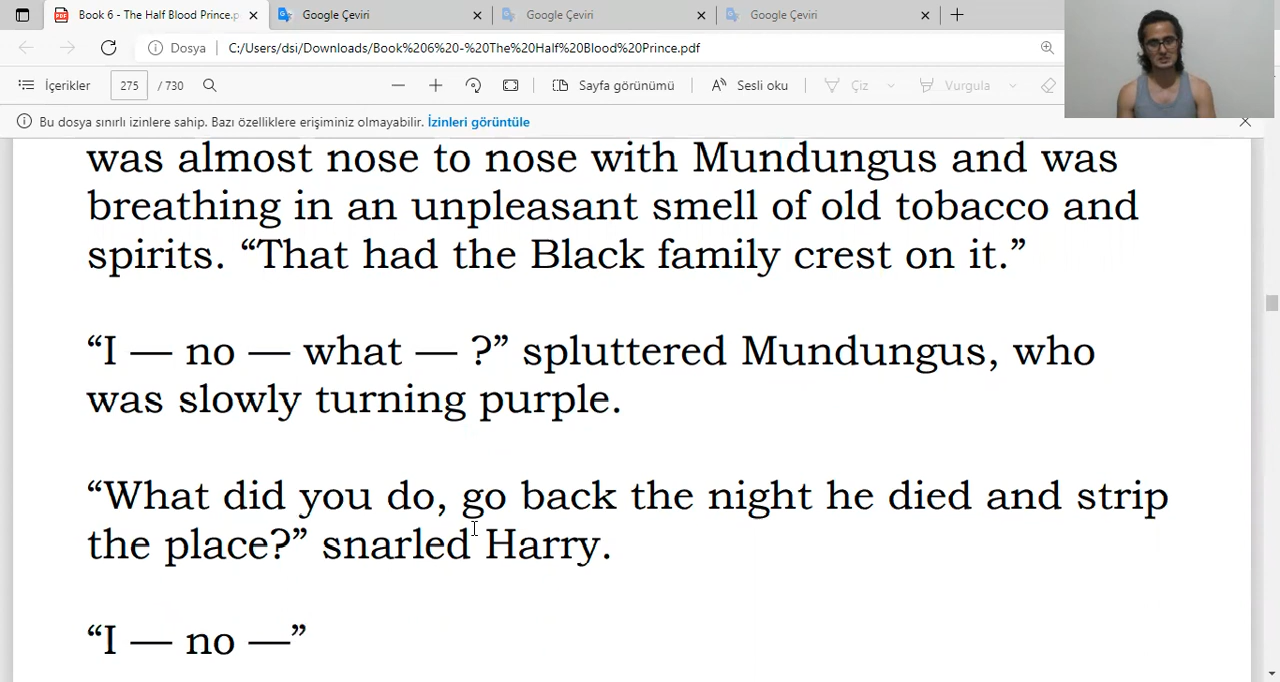 Book 6 - The Half Blood Prince.p
Google Çeviri
Google Çeviri
Google Çeviri
Dosya
C:/Users/dsi/Downloads/Book%206%20-%20The%20Half%20Blood%20Prince.pdf
İçerikler
275
/ 730
Sayfa görünümü
Sesli oku
Çiz
Vurgula
Bu dosya sınırlı izinlere sahip. Bazı özelliklere erişiminiz olmayabilir. İzinleri görüntüle
was almost nose to nose with Mundungus and was
breathing in an unpleasant smell of old tobacco and
spirits. “That had the Black family crest on it.”
“I — no — what — ?” spluttered Mundungus, who
was slowly turning purple.
“What did you do, go back the night he died and strip
the place?” snarled Harry.
“I — no —”